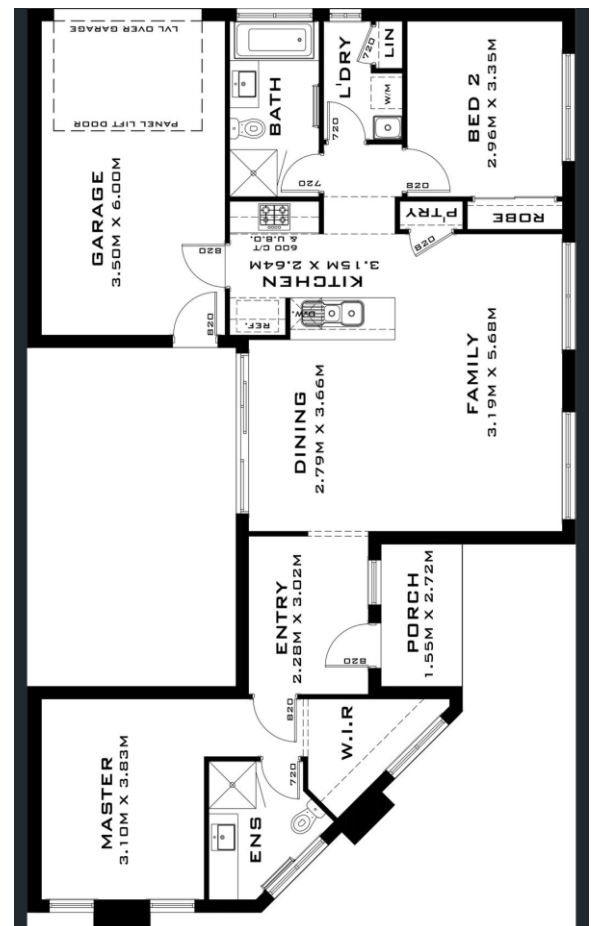 LVL OVER GARAGE
PANEL LIFT DOOR
GARAGE
3.50M X 6.00M
BATH
L'DRY
LIN
720
W/M
720
720
BED 2
2.96M X 3.35M
820
P'TRY
820
ROBE
600 C/T
& U.B.O.
KITCHEN
3.15M X 2.64M
820
820
REF.
D/W.
DINING
2.79M X 3.66M
FAMILY
3.19M X 5.68M
ENTRY
2.28M X 3.02M
820
PORCH
1.55M X 2.72M
820
W.I.R
720
MASTER
3.10M X 3.83M
ENS